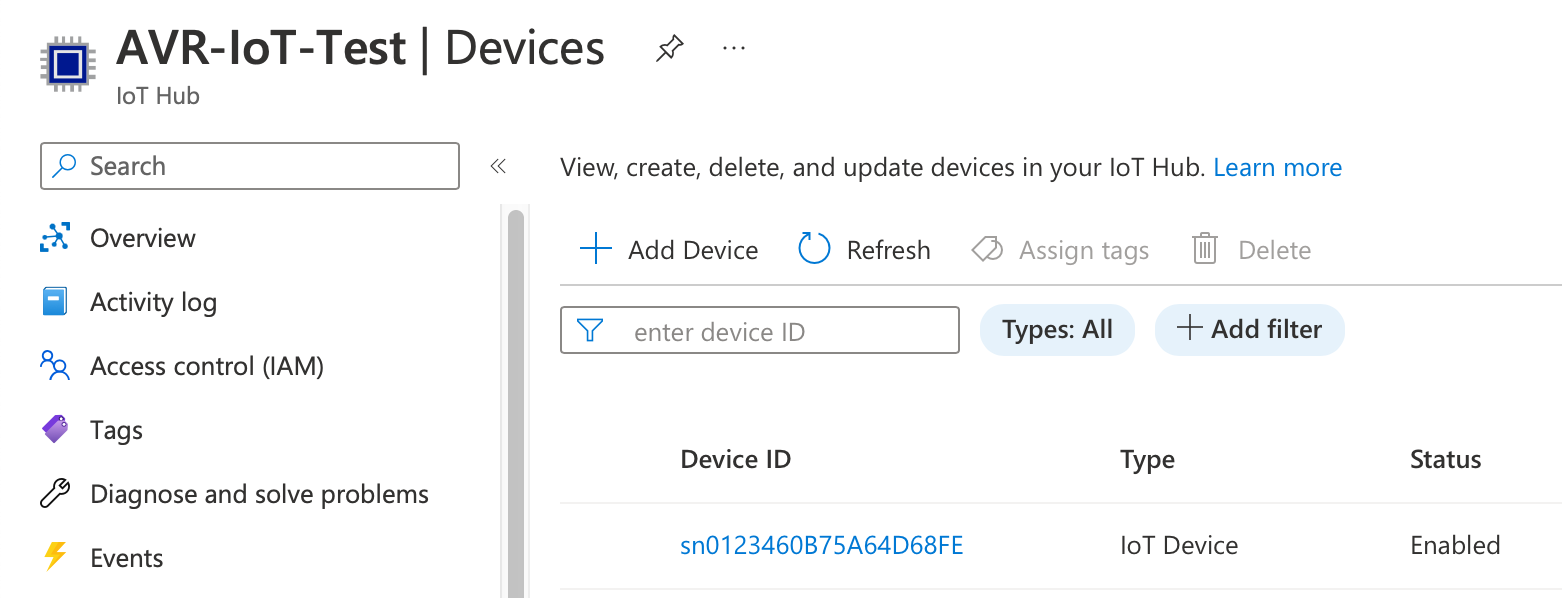 AVR-IoT-Test | Devices
IoT Hub
Search
Overview
Activity log
Access control (IAM)
Tags
Diagnose and solve problems
Events
View, create, delete, and update devices in your IoT Hub. Learn more
Add Device Refresh Assign tags Delete
enter device ID Types: All Add filter
Device ID Type Status
sn0123460B75A64D68FE IoT Device Enabled